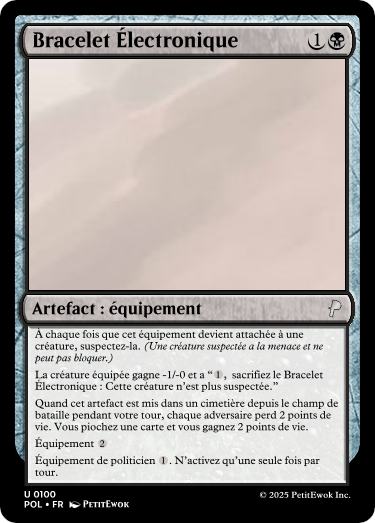 Bracelet Électronique 1
Artefact : équipement
À chaque fois que cet équipement devient attachée à une
créature, suspectez-la. (Une créature suspectée a la menace et ne
peut pas bloquer.)
La créature équipée gagne -1/-0 et a “ 1 , sacrifiez le Bracelet
Électronique : Cette créature n’est plus suspectée.”
Quand cet artefact est mis dans un cimetière depuis le champ de
bataille pendant votre tour, chaque adversaire perd 2 points de
vie. Vous piochez une carte et vous gagnez 2 points de vie.
Équipement 2
Équipement de politicien 1 . N’activez qu’une seule fois par
tour.
U 0100
POL • FR PetitEwok
© 2025 PetitEwok Inc.